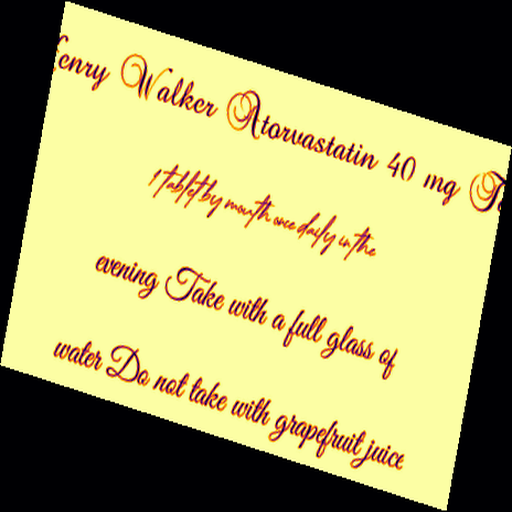 Henry Walker Atorvastatin 40 mg
1 tablet by mouth once daily in the
evening Take with a full glass of
water Do not take with grapefruit juice